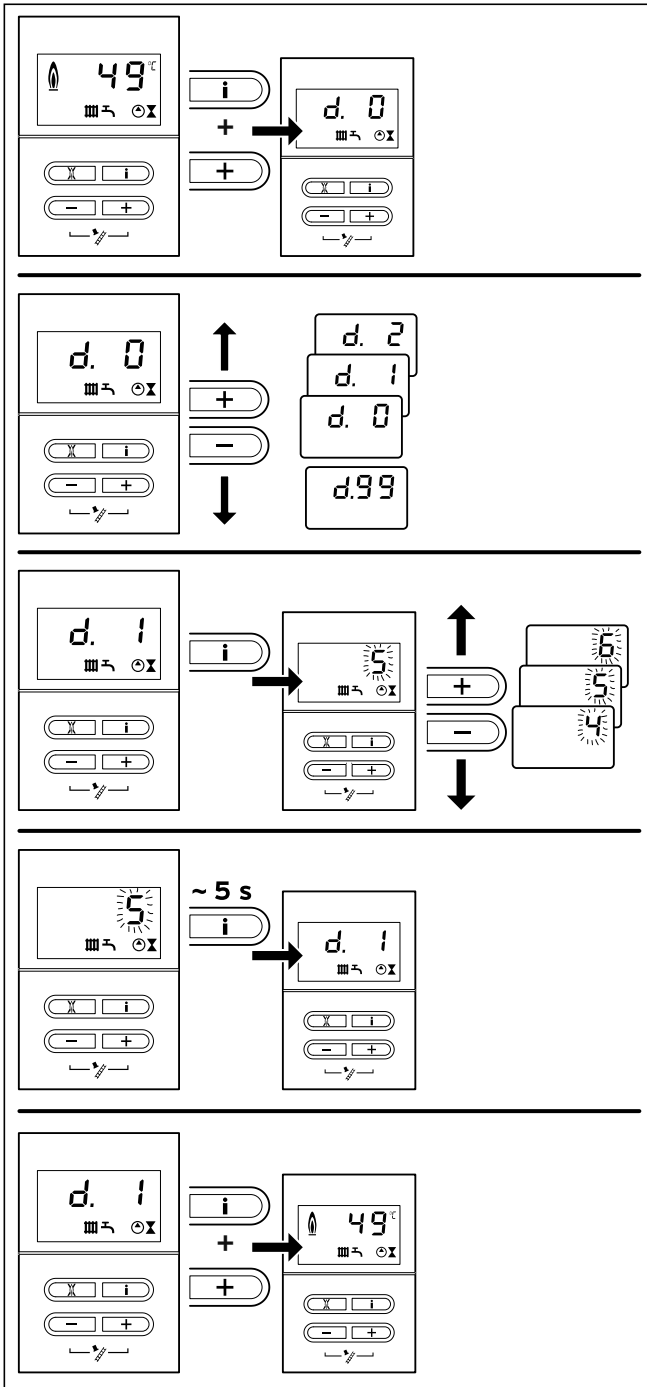 49 °C
i
+
+
d. 0
i
− +
i
− +
d. 0
+
−
d. 2
d. 1
d. 0
d.99
i
− +
d. 1
i
5
+
−
6
5
4
i
− +
i
− +
5
~ 5 s
i
d. 1
i
− +
i
− +
d. 1
i
+
+
49 °C
i
− +
i
− +